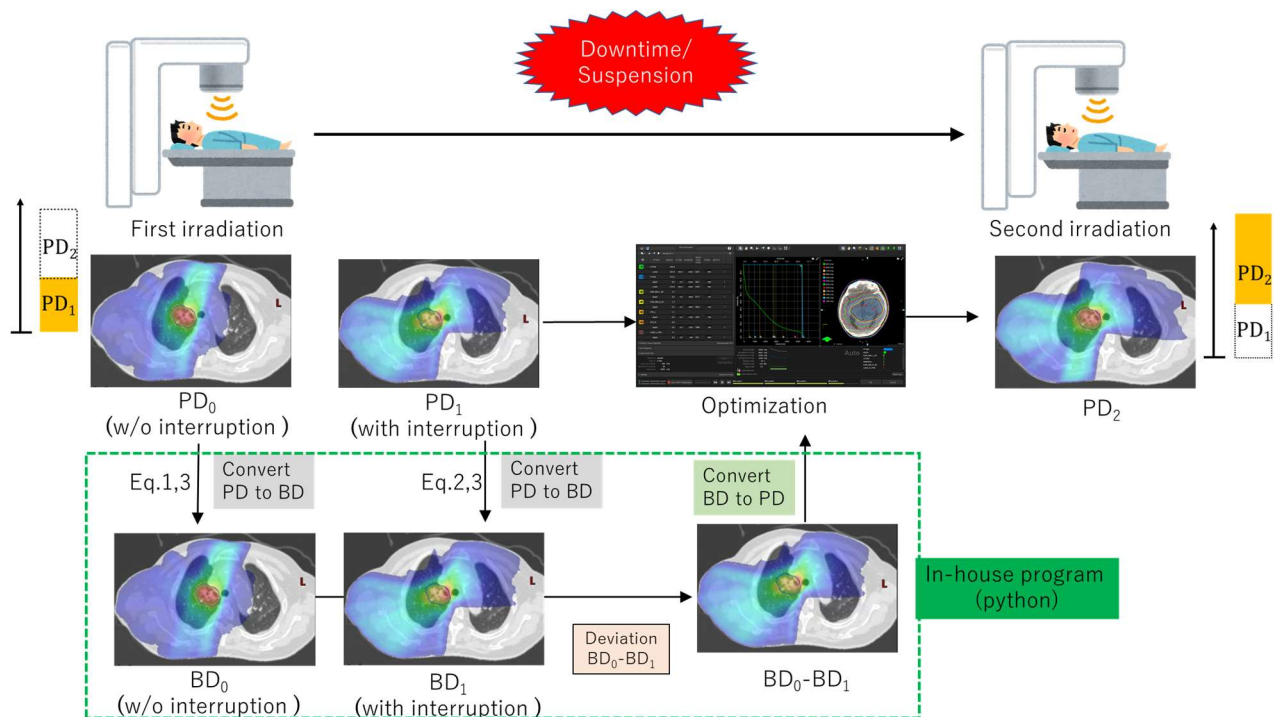 Downtime/
Suspension
First irradiation
Second irradiation
PD₂
PD₁
PD₂
PD₁
L
L
L
Auto
PD₀
(w/o interruption )
PD₁
(with interruption )
Optimization
PD₂
Eq.1,3
Convert
PD to BD
Eq.2,3
Convert
PD to BD
Convert
BD to PD
L
L
L
In-house program
(python)
Deviation
BD₀-BD₁
BD₀
(w/o interruption )
BD₁
(with interruption )
BD₀-BD₁